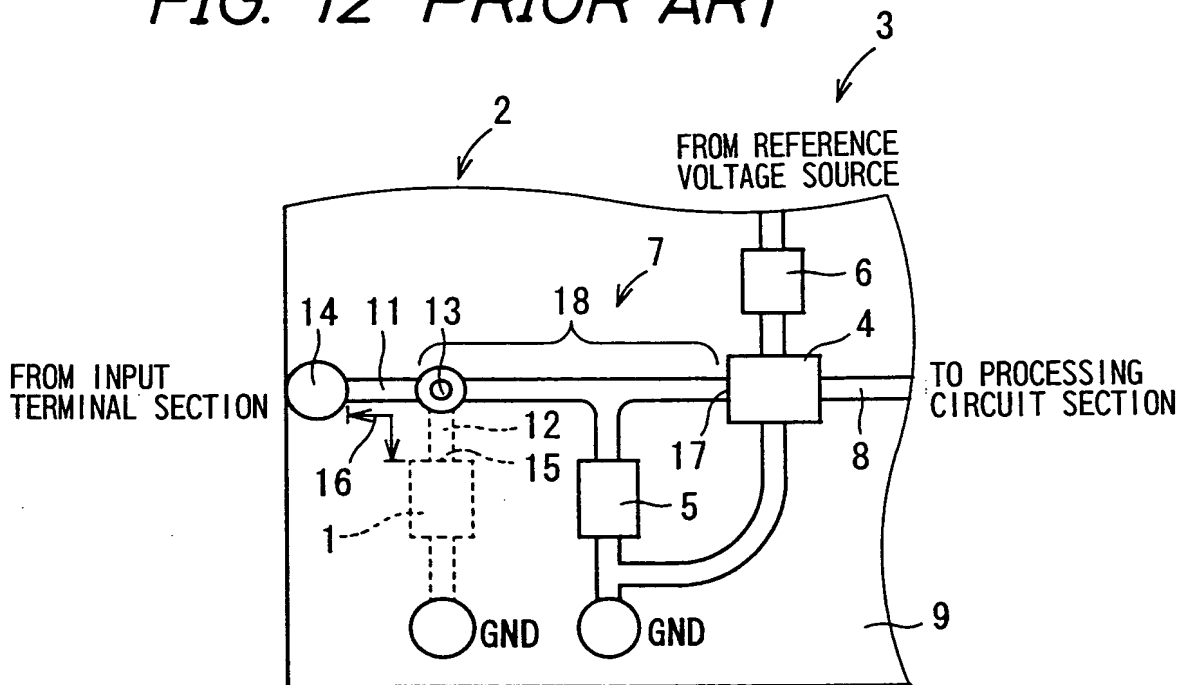 FIG. 12 PRIOR ART
3
2
FROM REFERENCE
VOLTAGE SOURCE
7
6
18
14
11
13
4
FROM INPUT
TERMINAL SECTION
TO PROCESSING
CIRCUIT SECTION
12
17
8
15
16
5
1
GND
GND
9